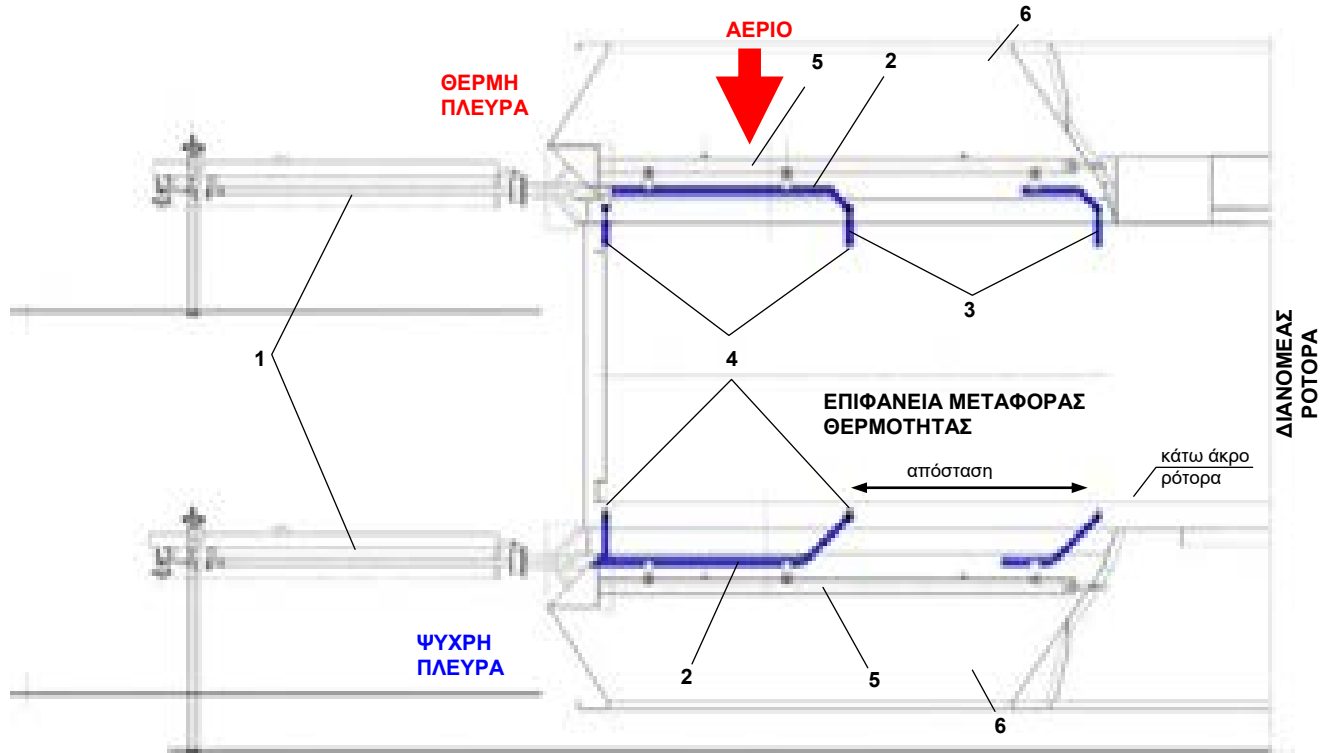 6
ΑΕΡΙΟ
5
2
ΘΕΡΜΗ
ΠΛΕΥΡΑ
3
1
4
ΕΠΙΦΑΝΕΙΑ ΜΕΤΑΦΟΡΑΣ
ΘΕΡΜΟΤΗΤΑΣ
απόσταση
κάτω άκρο
ρότορα
ΔΙΑΝΟΜΕΑΣ
ΡΟΤΟΡΑ
ΨΥΧΡΗ
ΠΛΕΥΡΑ
2
5
6